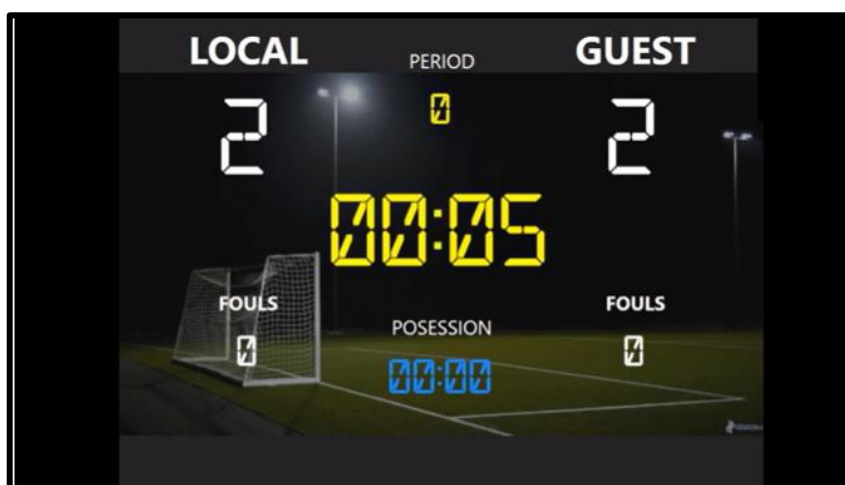 LOCAL PERIOD GUEST
2 0 2
00:05
FOULS FOULS
POSESSION
0 0
00:00